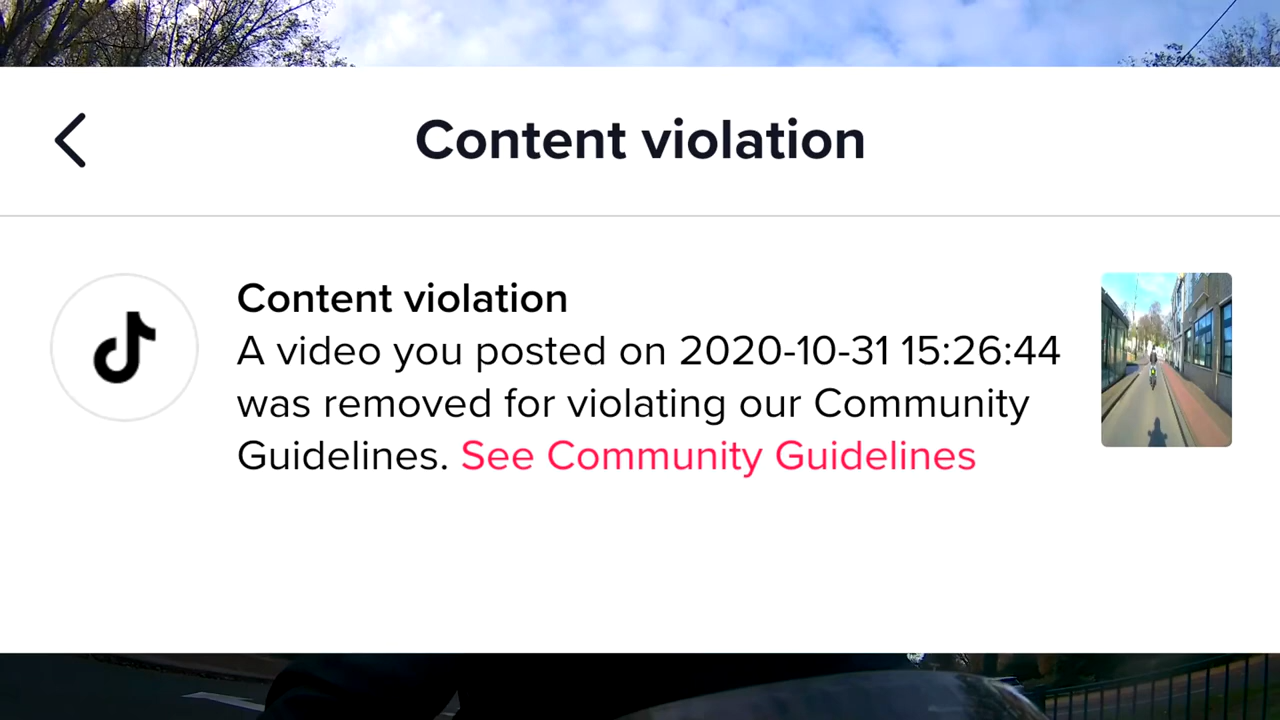 Content violation
Content violation
A video you posted on 2020-10-31 15:26:44
was removed for violating our Community
Guidelines. See Community Guidelines